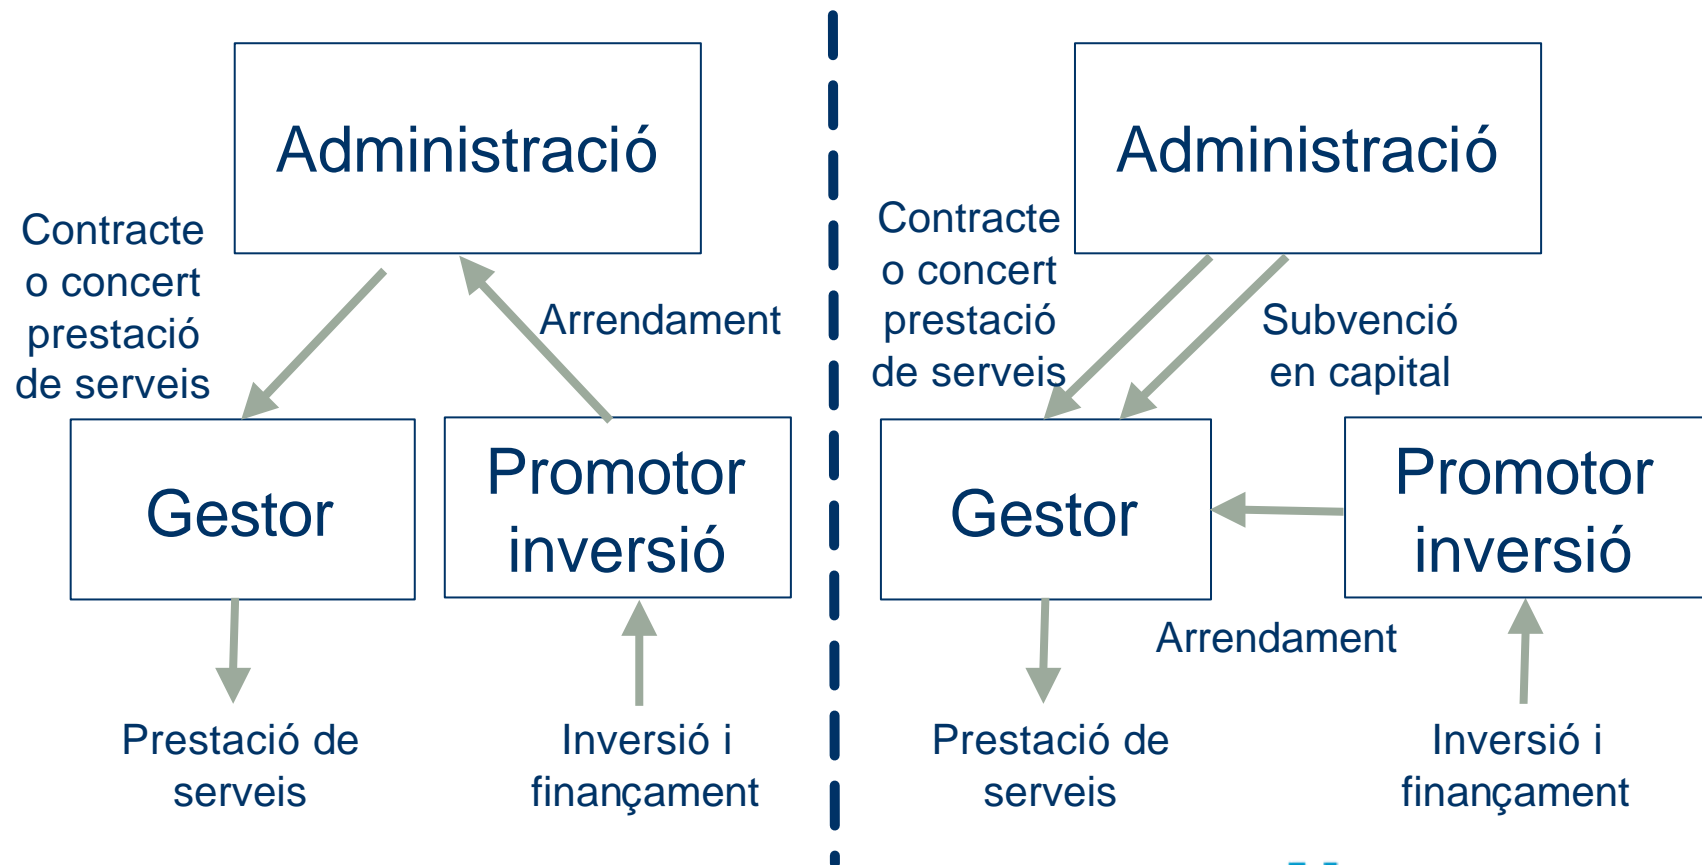 Administració
Contracte
o concert
prestació
de serveis
Arrendament
Gestor
Promotor
inversió
Prestació de
serveis
Inversió i
finançament
Administració
Contracte
o concert
prestació
de serveis
Subvenció
en capital
Gestor
Promotor
inversió
Arrendament
Prestació de
serveis
Inversió i
finançament